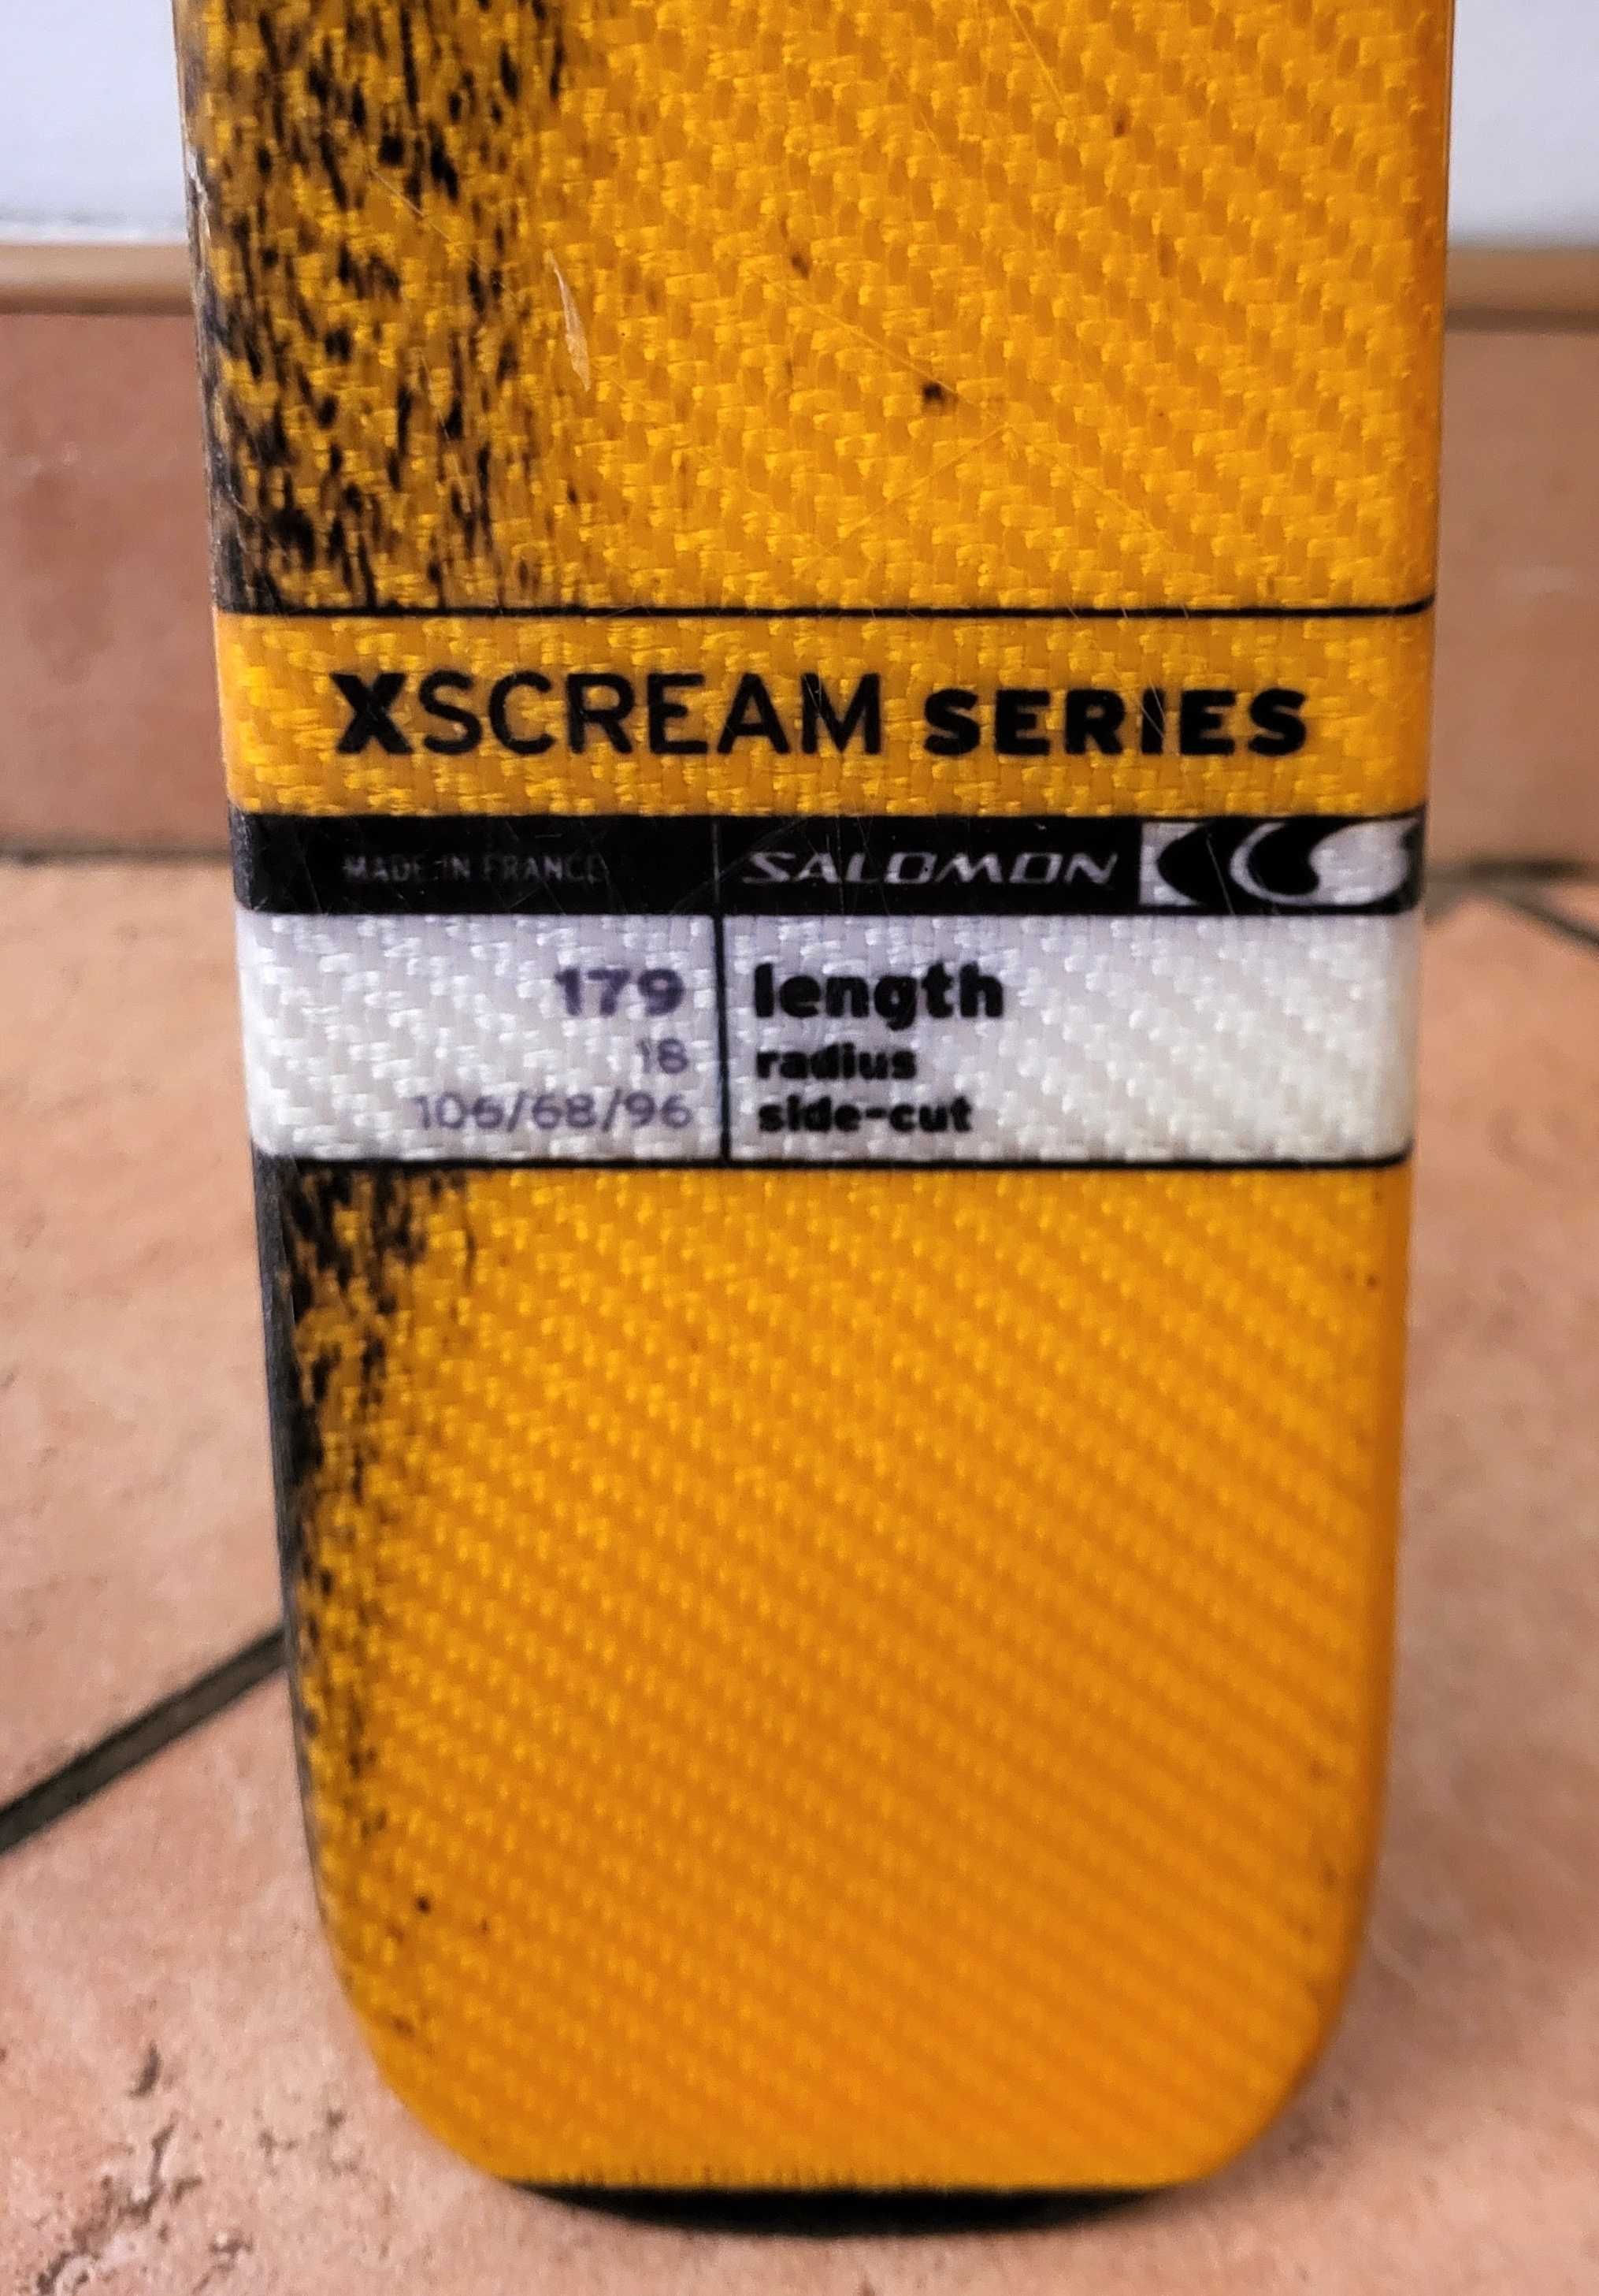 XSCREAM SERIES
MADE IN FRANCE SALOMON
179 length
18 radius
106/68/96 side-cut